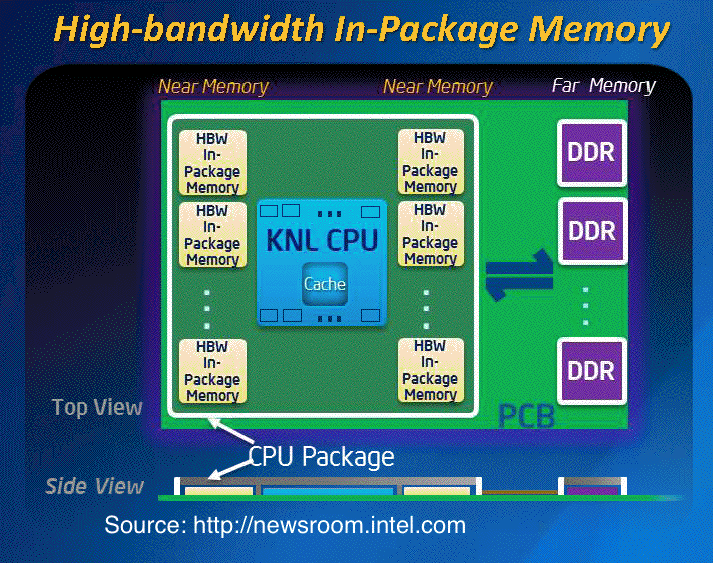 High-bandwidth In-Package Memory
Near Memory
Near Memory
Far Memory
HBW
In-
Package
Memory
HBW
In-
Package
Memory
DDR
HBW
In-
Package
Memory
KNL CPU
Cache
HBW
In-
Package
Memory
DDR
HBW
In-
Package
Memory
HBW
In-
Package
Memory
DDR
Top View
PCB
CPU Package
Side View
Source: http://newsroom.intel.com